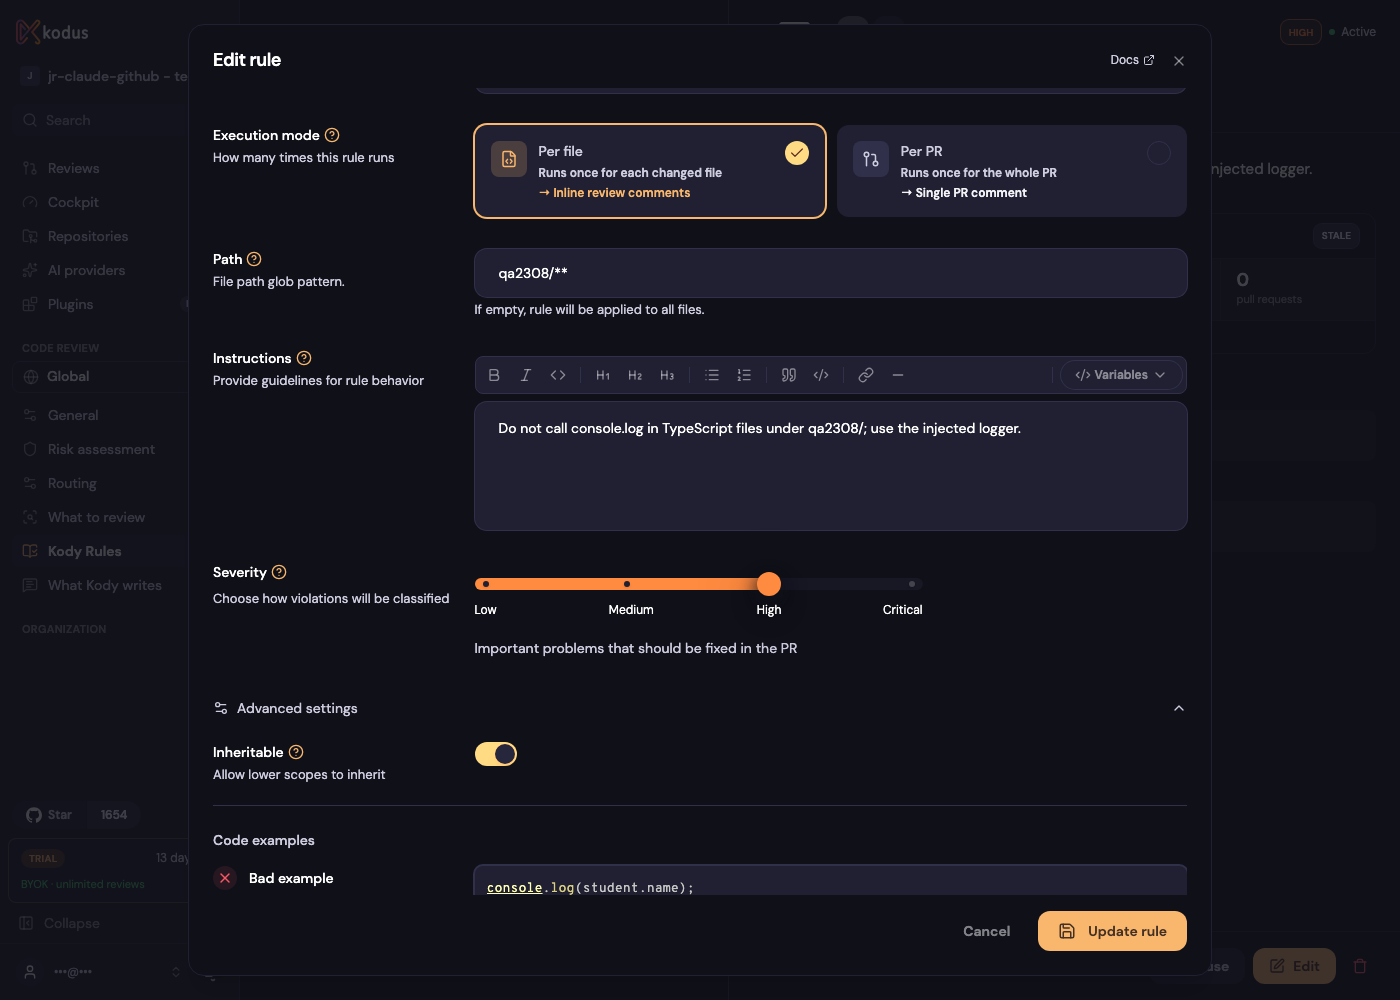 kodus
J jr-claude-github - te
Search
Reviews
Cockpit
Repositories
AI providers
Plugins
CODE REVIEW
Global
General
Risk assessment
Routing
What to review
Kody Rules
What Kody writes
ORGANIZATION
Star 1654
TRIAL 13 day
BYOK · unlimited reviews
Collapse
•••@•••
Edit rule
Docs
Execution mode
How many times this rule runs
Per file
Runs once for each changed file
→ Inline review comments
Per PR
Runs once for the whole PR
→ Single PR comment
Path
File path glob pattern.
qa2308/**
If empty, rule will be applied to all files.
Instructions
Provide guidelines for rule behavior
B I <> H1 H2 H3 </> Variables
Do not call console.log in TypeScript files under qa2308/; use the injected logger.
Severity
Choose how violations will be classified
Low Medium High Critical
Important problems that should be fixed in the PR
Advanced settings
Inheritable
Allow lower scopes to inherit
Code examples
Bad example
console.log(student.name);
Cancel
Update rule
HIGH Active
njected logger.
STALE
0
pull requests
use
Edit